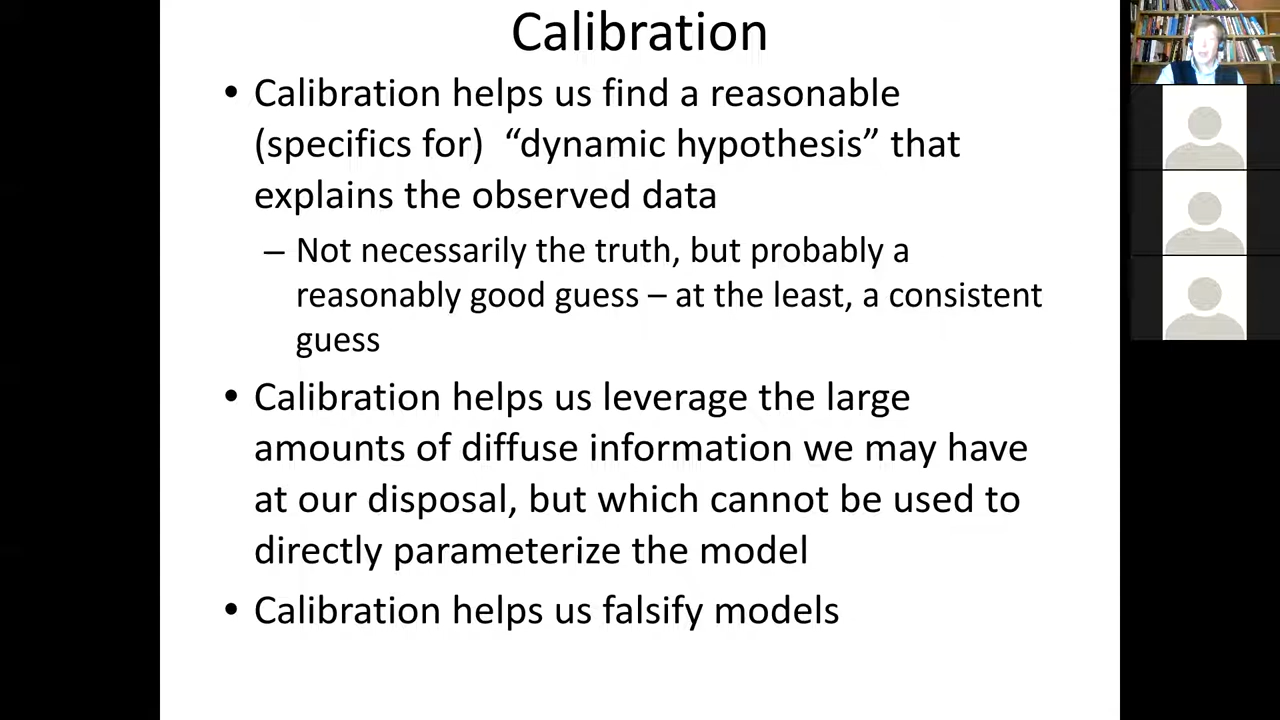 Calibration
• Calibration helps us find a reasonable
(specifics for) “dynamic hypothesis” that
explains the observed data
– Not necessarily the truth, but probably a
reasonably good guess – at the least, a consistent
guess
• Calibration helps us leverage the large
amounts of diffuse information we may have
at our disposal, but which cannot be used to
directly parameterize the model
• Calibration helps us falsify models